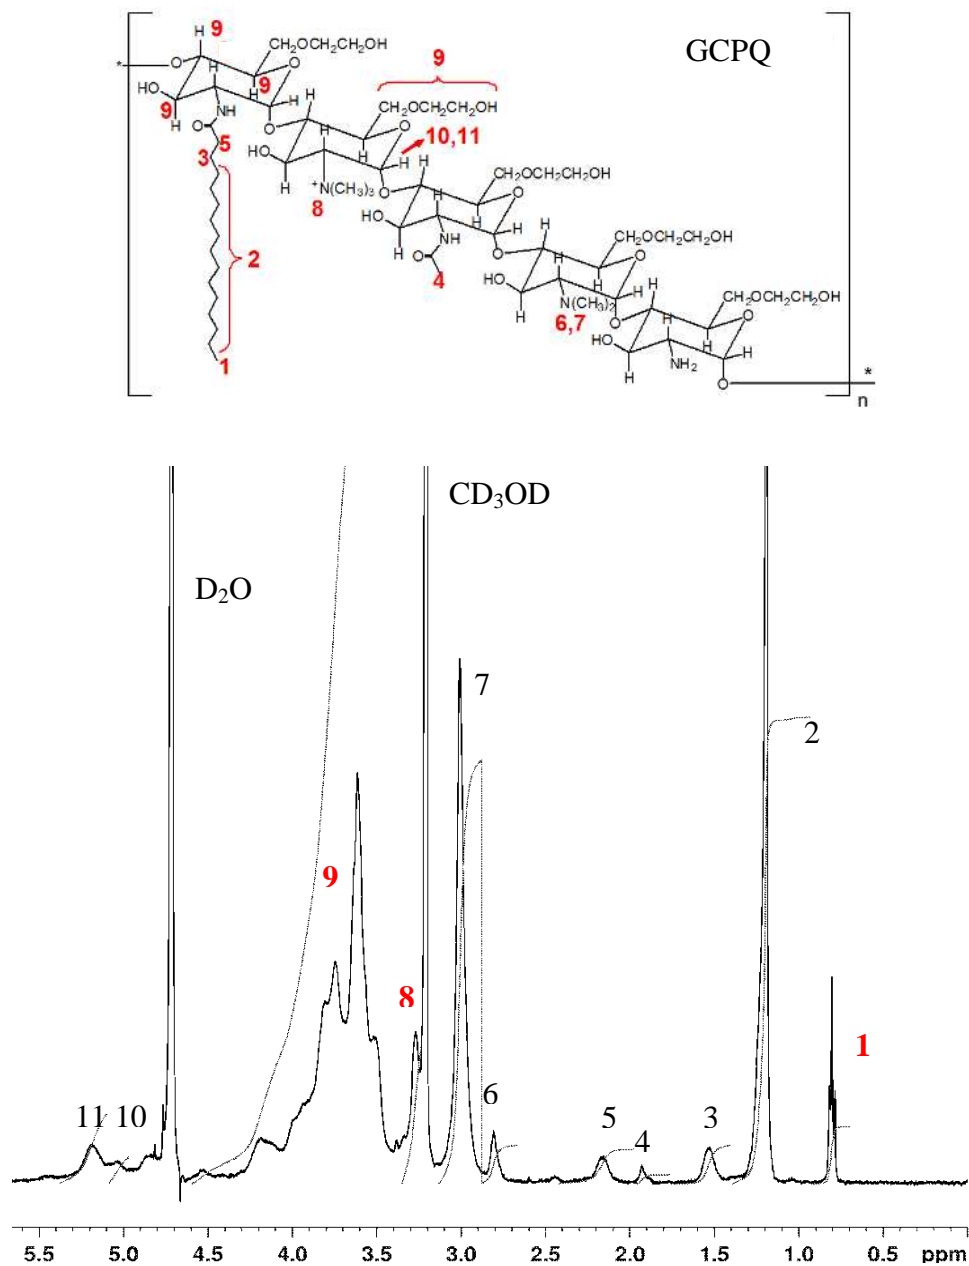 GCPQ
H 9
CH₂OCH₂CH₂OH
9
* O O
H
HO 9 H
9 H NH H
H
CH₂OCH₂CH₂OH
O
5
O
O
10,11
3
HO
H
H
H H
CH₂OCH₂CH₂OH
H
⁺N(CH₃)₃
O
O
8
HO
H
H
H
CH₂OCH₂CH₂OH
2
H
NH
O
O
O
H
4
HO
H
H
CH₂OCH₂CH₂OH
H
N(CH₃)₂
O
O
6,7
HO
H
H
H
1
H
NH₂
O
*
n
CD₃OD
D₂O
7
2
9
8
1
6
11 10
5
4
3
5.5 5.0 4.5 4.0 3.5 3.0 2.5 2.0 1.5 1.0 0.5 ppm